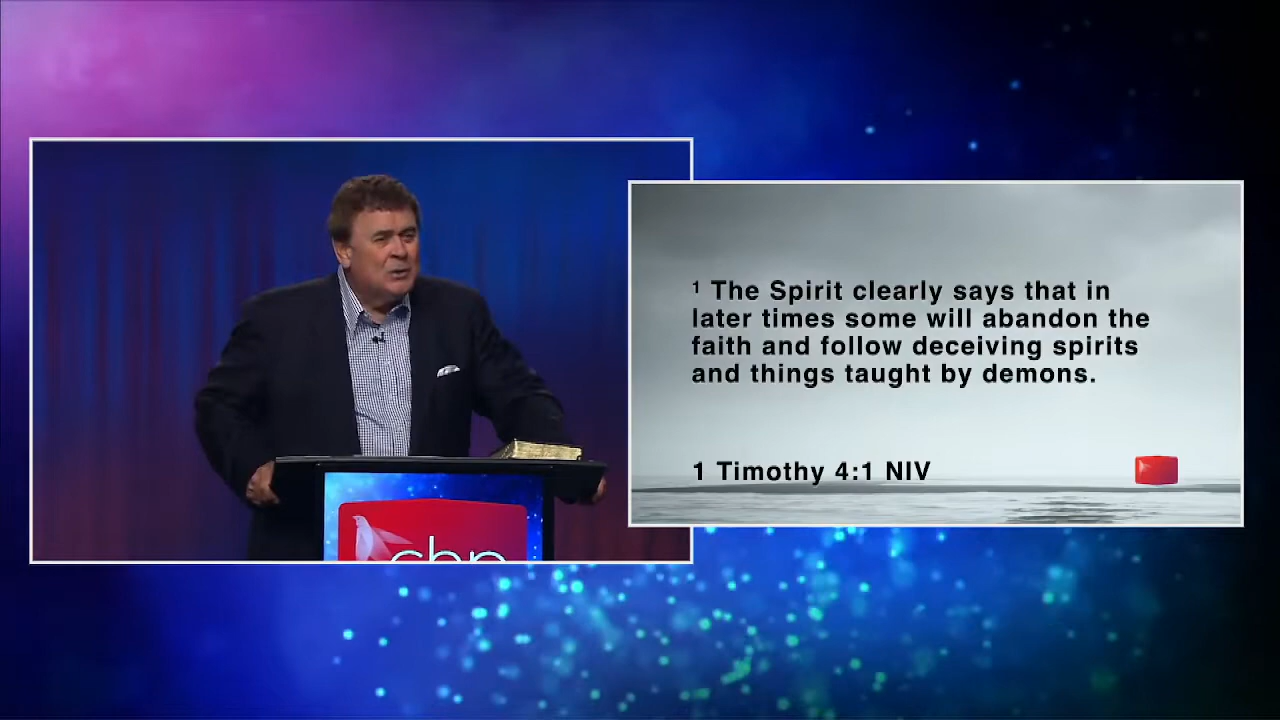 cbn
1 The Spirit clearly says that in
later times some will abandon the
faith and follow deceiving spirits
and things taught by demons.
1 Timothy 4:1 NIV